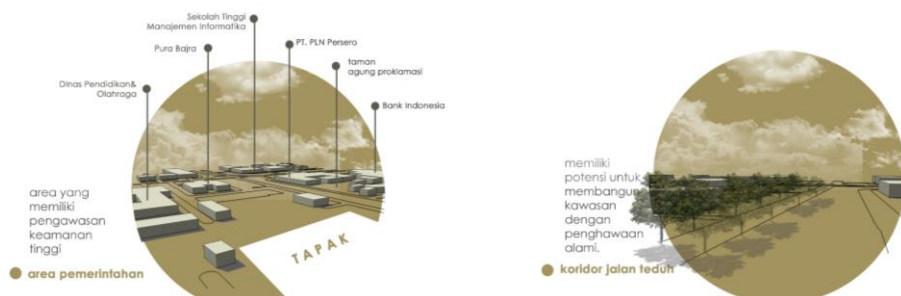 Sekolah Tinggi
Manajemen Informatika
Pura Bajra
PT. PLN Persero
taman
agung proklamasi
Dinas Pendidikan&
Olahraga
Bank Indonesia
area yang
memiliki
pengawasan
keamanan
tinggi
TAPAK
area pemerintahan
memiliki
potensi untuk
membangun
kawasan
dengan
penghawaan
alami.
koridor jalan teduh